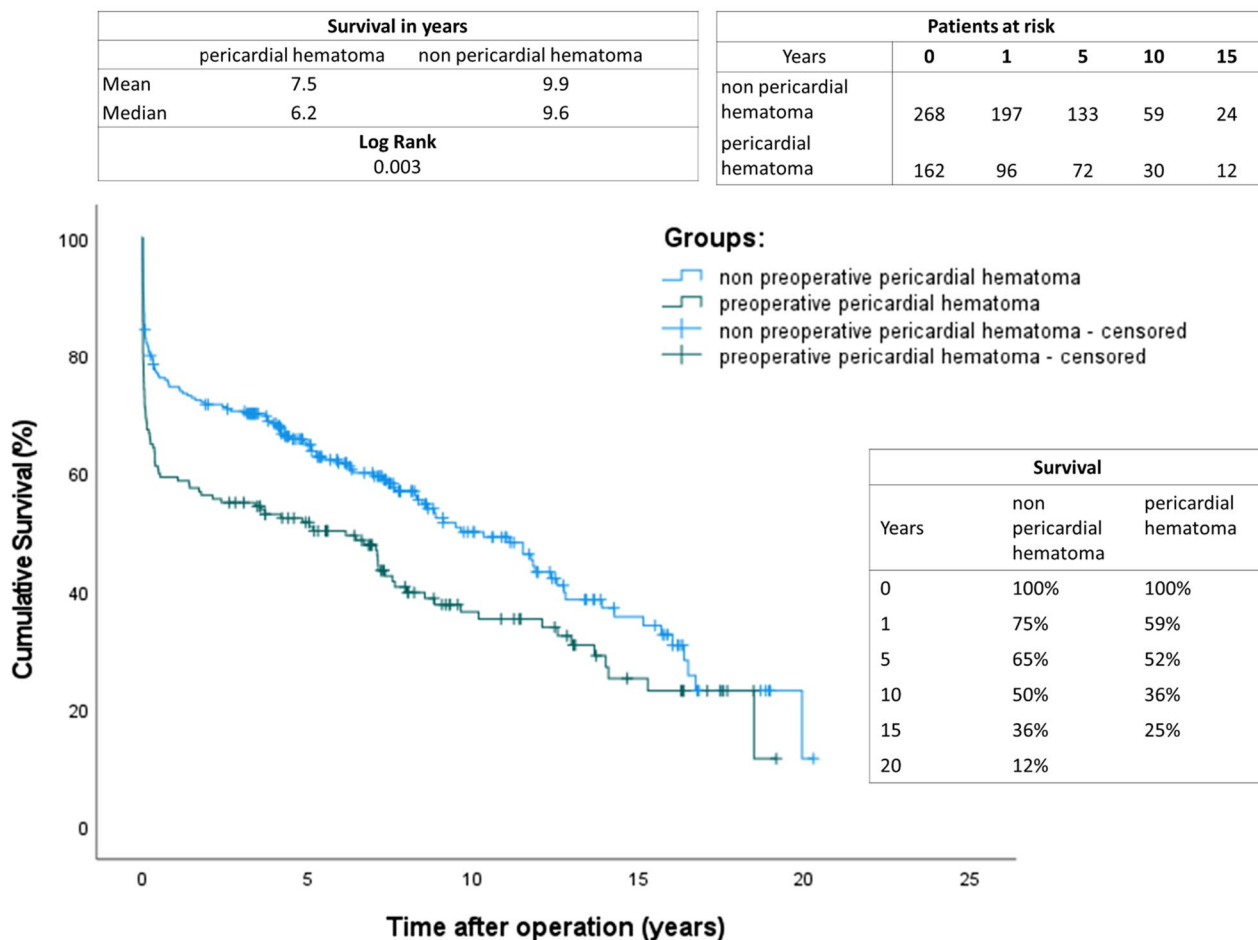 Survival in years
pericardial hematoma non pericardial hematoma
Mean 7.5 9.9
Median 6.2 9.6
Log Rank
0.003
Patients at risk
Years 0 1 5 10 15
non pericardial
hematoma 268 197 133 59 24
pericardial
hematoma 162 96 72 30 12
Groups:
non preoperative pericardial hematoma
preoperative pericardial hematoma
non preoperative pericardial hematoma - censored
preoperative pericardial hematoma - censored
Cumulative Survival (%)
100
80
60
40
20
0
0 5 10 15 20 25
Time after operation (years)
Survival
Years non pericardial hematoma pericardial hematoma
0 100% 100%
1 75% 59%
5 65% 52%
10 50% 36%
15 36% 25%
20 12%